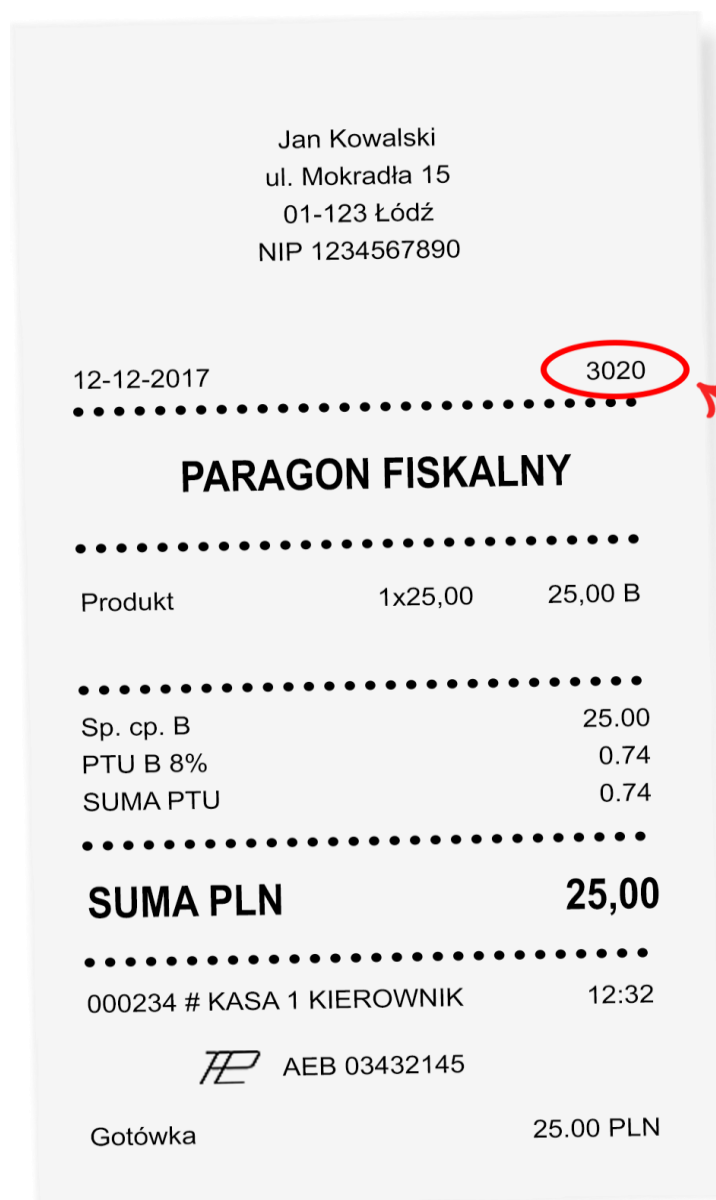 Jan Kowalski
ul. Mokradła 15
01-123 Łódź
NIP 1234567890
12-12-2017 3020
PARAGON FISKALNY
Produkt 1x25,00 25,00 B
Sp. cp. B 25.00
PTU B 8% 0.74
SUMA PTU 0.74
SUMA PLN 25,00
000234 # KASA 1 KIEROWNIK 12:32
AEB 03432145
Gotówka 25.00 PLN